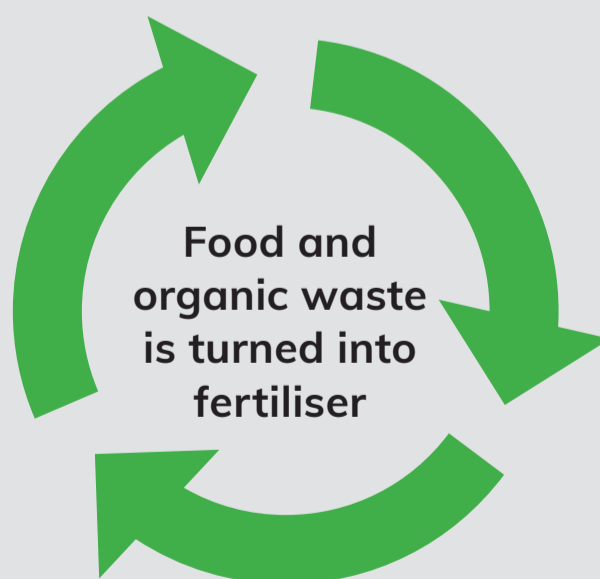 Food and
organic waste
is turned into
fertiliser